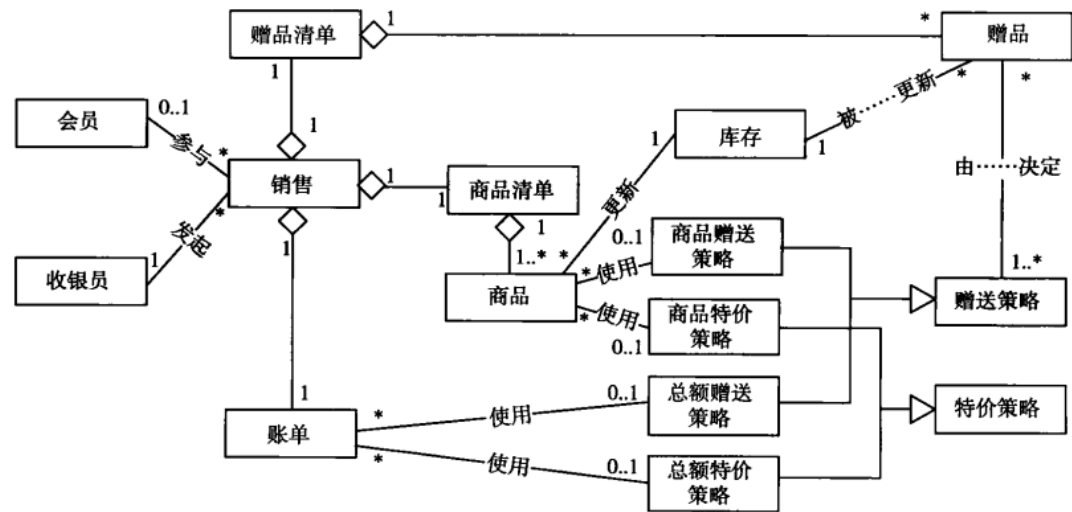 赠品清单
1
*
赠品
1
1
*
*
会员
0..1
参与
*
1
库存
1
被……更新
销售
1
1
商品清单
1
更新
由……决定
*
发起
1
1
1..*
*
0..1
商品赠送
策略
收银员
商品
*
使用
1..*
赠送策略
*
使用
0..1
商品特价
策略
1
*
使用
0..1
总额赠送
策略
特价策略
账单
*
使用
0..1
总额特价
策略